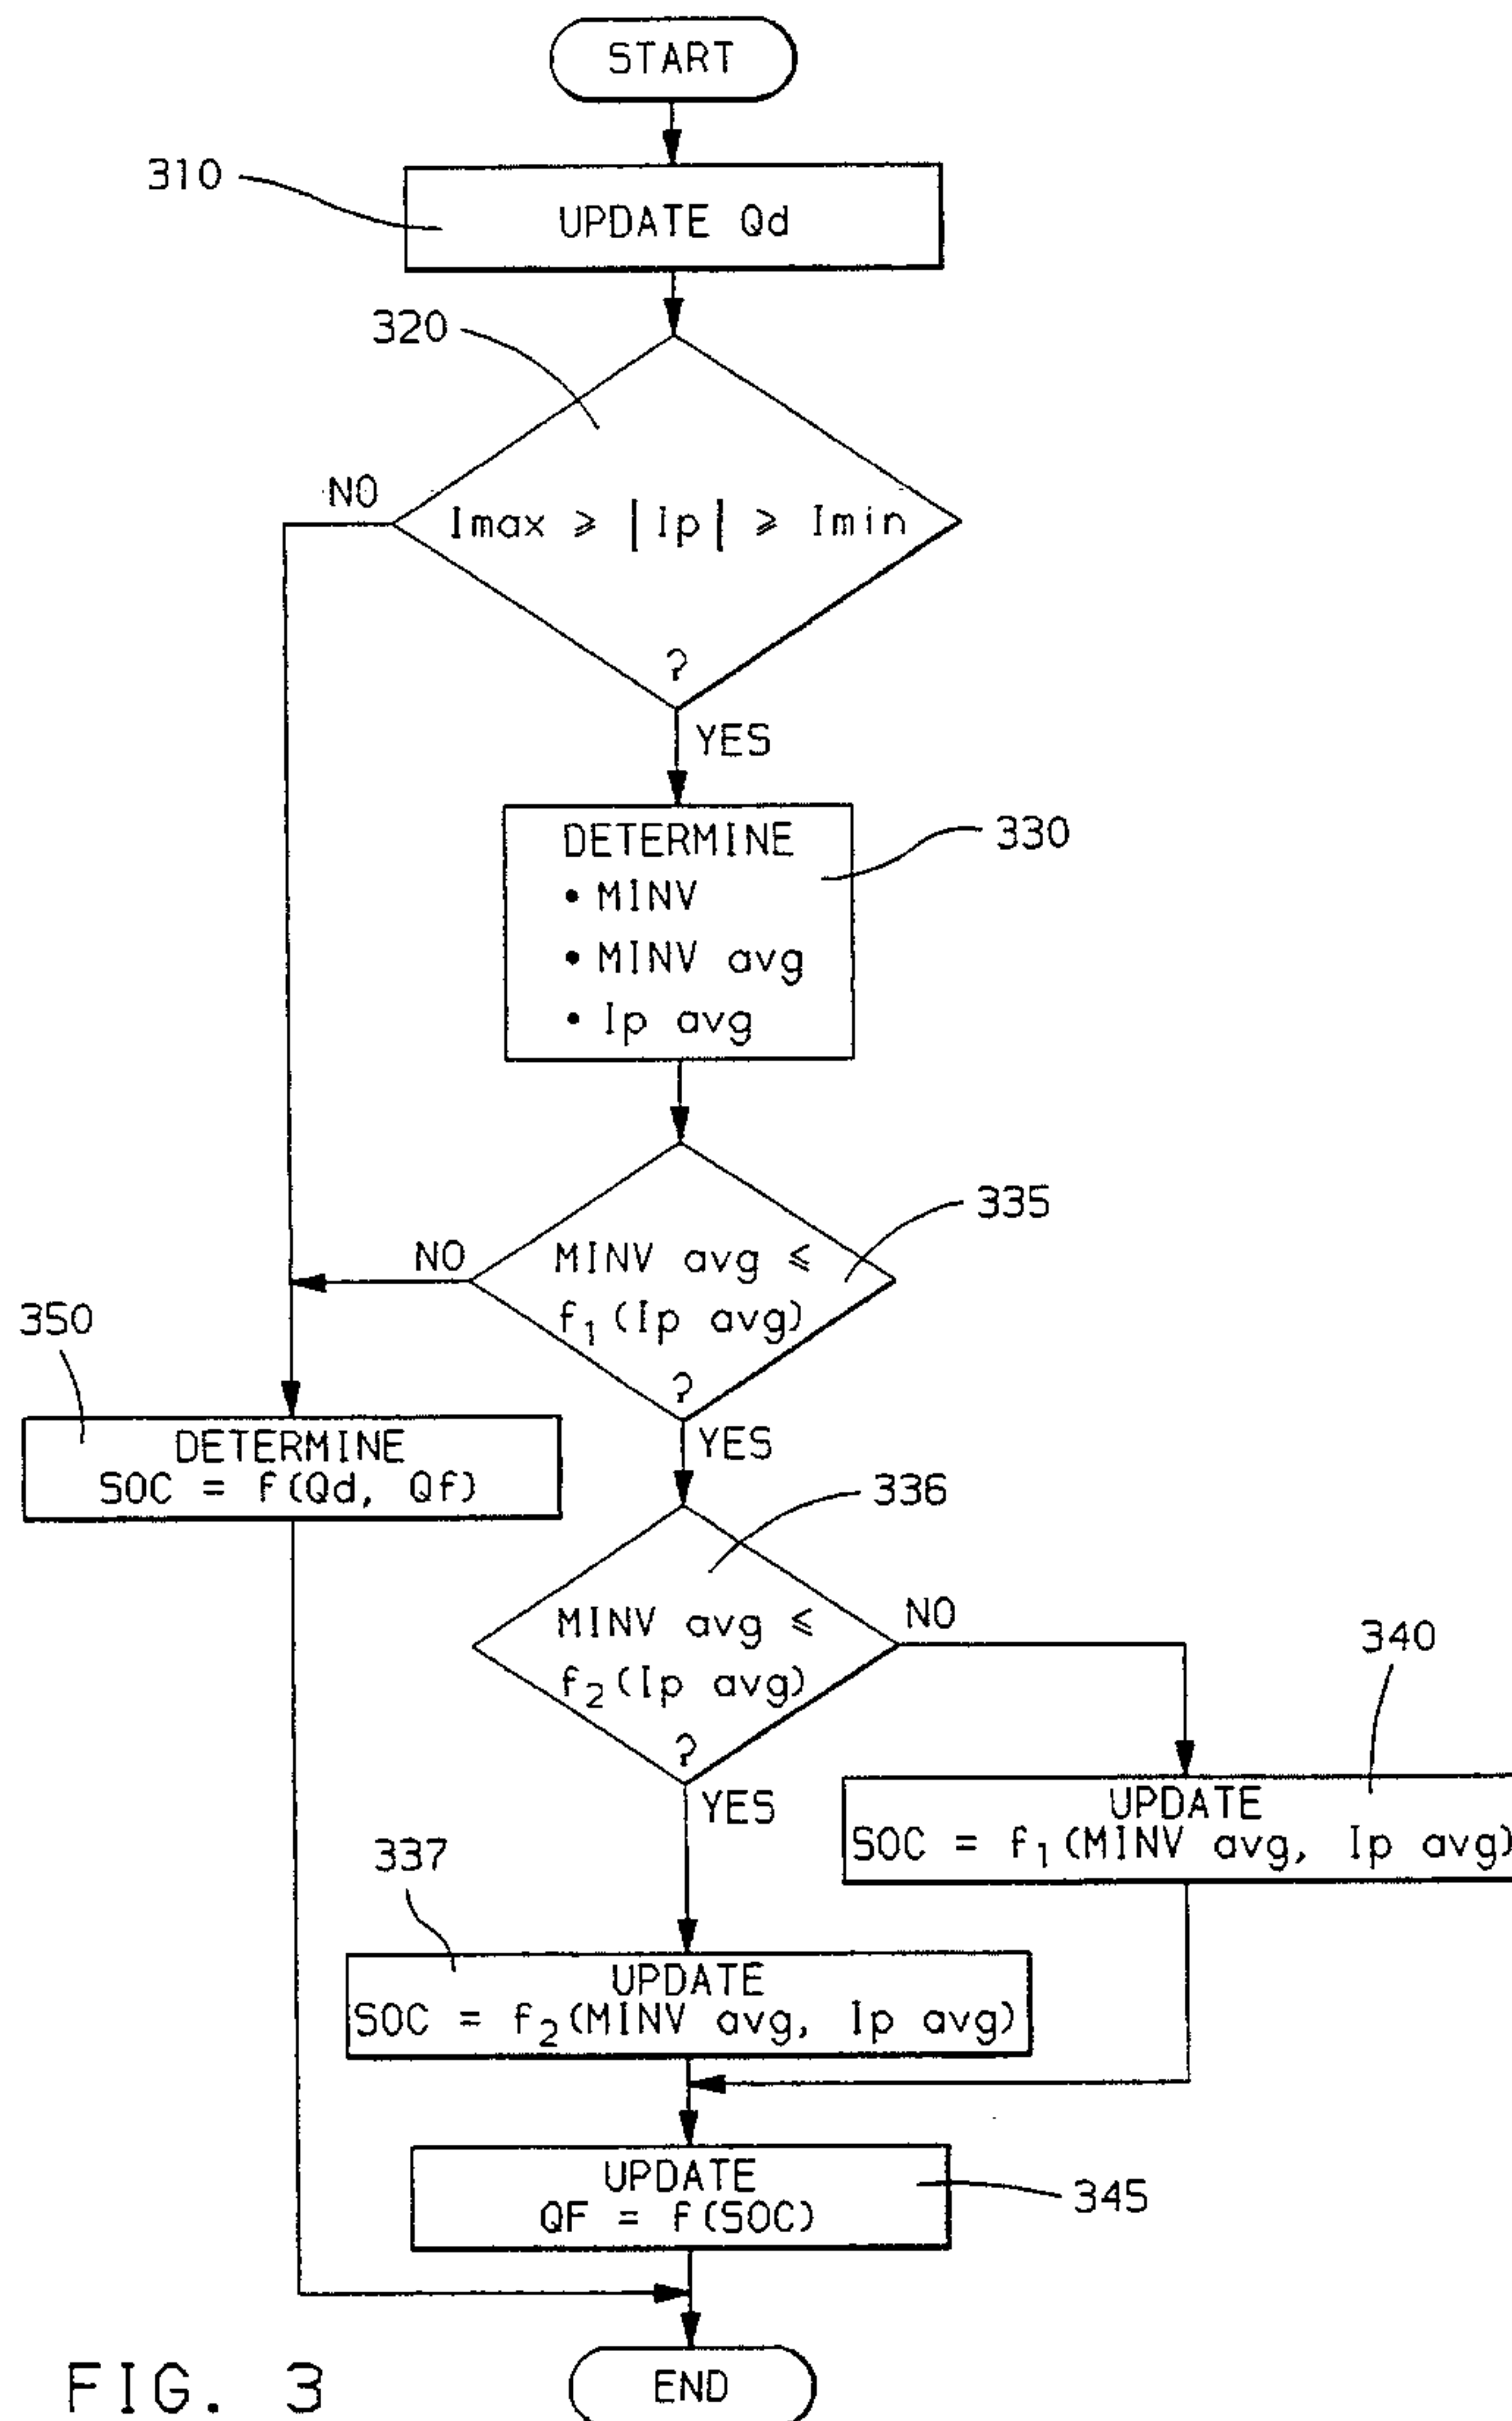 START
310
UPDATE Qd
320
NO
Imax ⩾ |Ip| ⩾ Imin
?
YES
DETERMINE
• MINV
• MINV avg
• Ip avg
330
335
NO
MINV avg ⩽
f₁(Ip avg)
?
YES
350
DETERMINE
SOC = f(Qd, Qf)
336
MINV avg ⩽
f₂(Ip avg)
?
NO
YES
340
UPDATE
SOC = f₁(MINV avg, Ip avg)
337
UPDATE
SOC = f₂(MINV avg, Ip avg)
UPDATE
QF = f(SOC)
345
END
FIG. 3